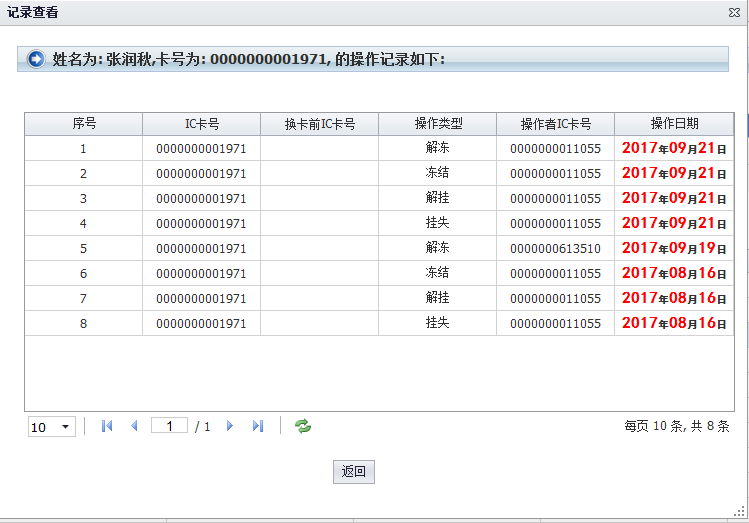 记录查看
姓名为: 张润秋,卡号为: 0000000001971, 的操作记录如下:
序号 IC卡号 换卡前IC卡号 操作类型 操作者IC卡号 操作日期
1 0000000001971 解冻 0000000011055 2017年09月21日
2 0000000001971 冻结 0000000011055 2017年09月21日
3 0000000001971 解挂 0000000011055 2017年09月21日
4 0000000001971 挂失 0000000011055 2017年09月21日
5 0000000001971 解冻 0000000613510 2017年09月19日
6 0000000001971 冻结 0000000011055 2017年08月16日
7 0000000001971 解挂 0000000011055 2017年08月16日
8 0000000001971 挂失 0000000011055 2017年08月16日
10 1 / 1 每页 10 条, 共 8 条
返回